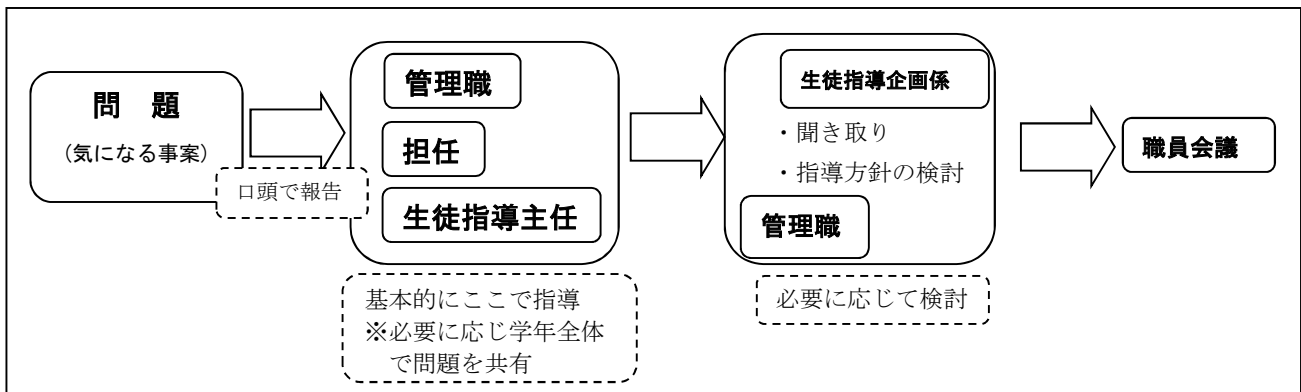 問　題
（気になる事案）
口頭で報告
管理職
担任
生徒指導主任
基本的にここで指導
※必要に応じ学年全体
で問題を共有
生徒指導企画係
・聞き取り
・指導方針の検討
管理職
必要に応じて検討
職員会議